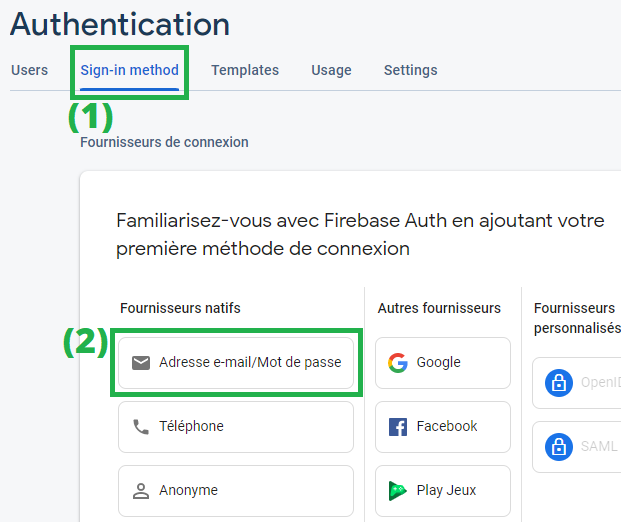 Authentication
Users Sign-in method Templates Usage Settings
(1)
Fournisseurs de connexion
Familiarisez-vous avec Firebase Auth en ajoutant votre
première méthode de connexion
Fournisseurs natifs
Autres fournisseurs
Fournisseurs
personnalisés
(2)
Adresse e-mail/Mot de passe
Google
OpenID
Téléphone
Facebook
SAML
Anonyme
Play Jeux